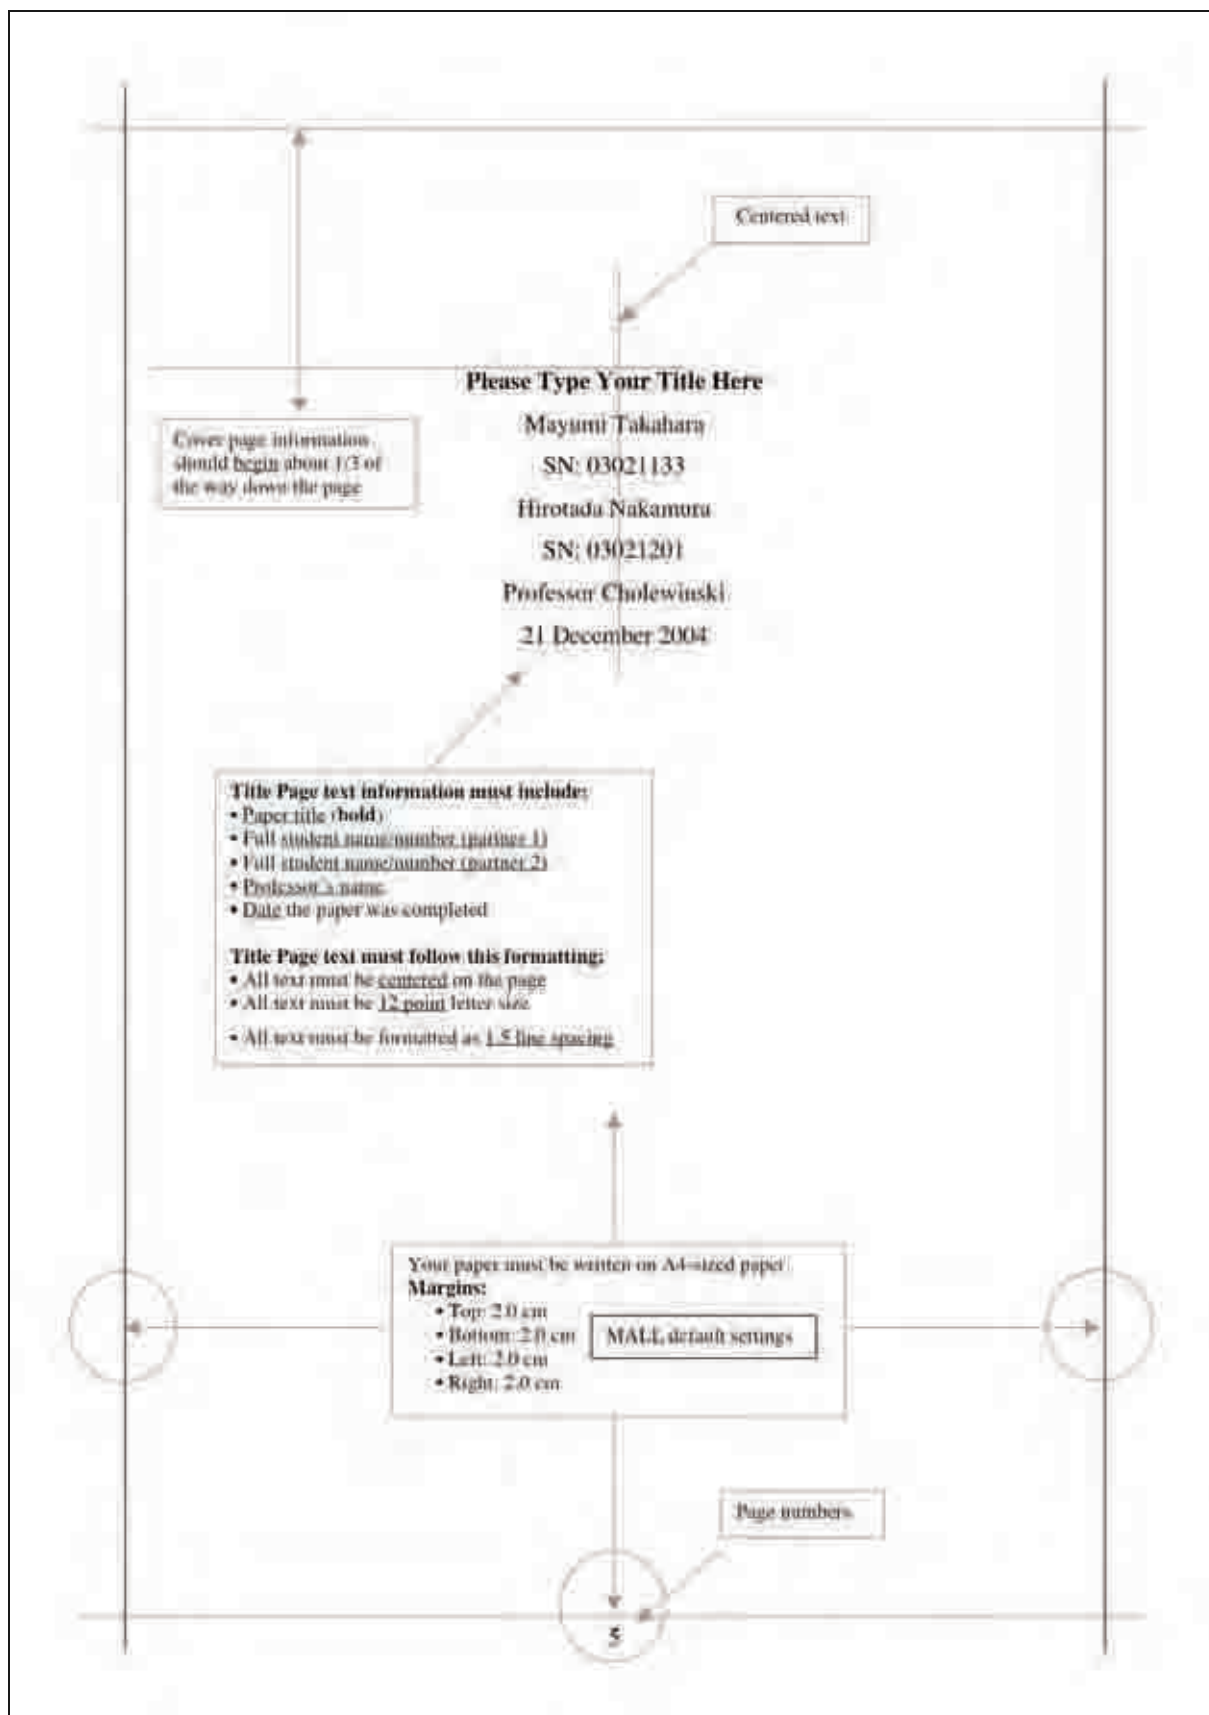 Centered text
Please Type Your Title Here
Mayumi Takahara
SN: 03021133
Hirotada Nakamura
SN: 03021201
Professor Cholewinski
21 December 2004
Cover page information
should begin about 1/3 of
the way down the page
Title Page text information must include:
• Paper title (bold)
• Full student name/number (partner 1)
• Full student name/number (partner 2)
• Professor's name
• Date the paper was completed
Title Page text must follow this formatting:
• All text must be centered on the page
• All text must be 12 point letter size
• All text must be formatted as 1.5 line spacing
Your paper must be written on A4-sized paper
Margins:
• Top: 2.0 cm
• Bottom: 2.0 cm
• Left: 2.0 cm
• Right: 2.0 cm
MALL default settings
Page numbers
5